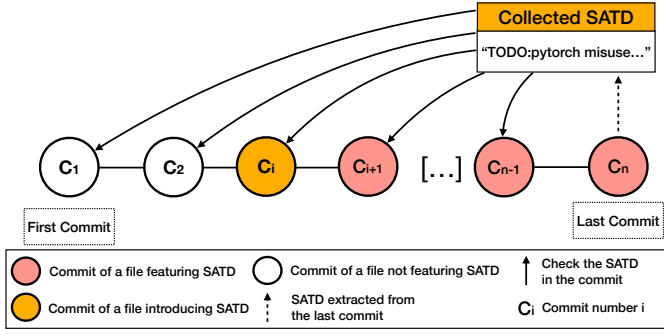 Collected SATD
“TODO:pytorch misuse…”
C1
C2
Ci
Ci+1
[...]
Cn-1
Cn
First Commit
Last Commit
Commit of a file featuring SATD
Commit of a file not featuring SATD
Check the SATD
in the commit
Commit of a file introducing SATD
SATD extracted from
the last commit
Ci Commit number i